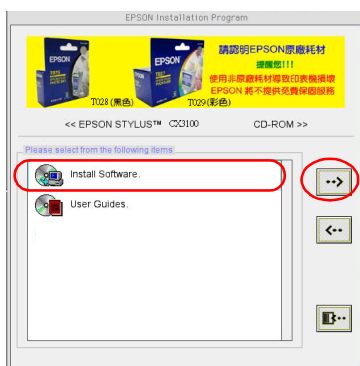 EPSON Installation Program
EPSON
EPSON
請認明EPSON原廠耗材
提醒您!!!
使用非原廠耗材導致印表機損壞
EPSON 將不提供免費保固服務
T028 (黑色)
T029(彩色)
<< EPSON STYLUS™ CX3100 CD-ROM >>
Please select from the following items
Install Software.
User Guides.